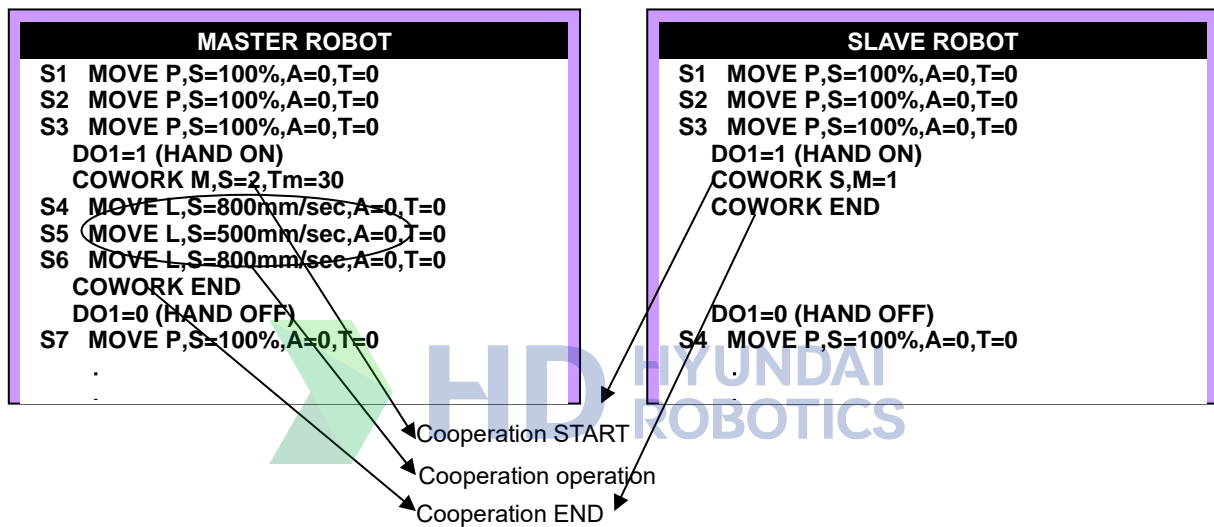 MASTER ROBOT
S1 MOVE P,S=100%,A=0,T=0
S2 MOVE P,S=100%,A=0,T=0
S3 MOVE P,S=100%,A=0,T=0
DO1=1 (HAND ON)
COWORK M,S=2,Tm=30
S4 MOVE L,S=800mm/sec,A=0,T=0
S5 MOVE L,S=500mm/sec,A=0,T=0
S6 MOVE L,S=800mm/sec,A=0,T=0
COWORK END
DO1=0 (HAND OFF)
S7 MOVE P,S=100%,A=0,T=0
.
.
SLAVE ROBOT
S1 MOVE P,S=100%,A=0,T=0
S2 MOVE P,S=100%,A=0,T=0
S3 MOVE P,S=100%,A=0,T=0
DO1=1 (HAND ON)
COWORK S,M=1
COWORK END
DO1=0 (HAND OFF)
S4 MOVE P,S=100%,A=0,T=0
.
.
HD HYUNDAI
ROBOTICS
Cooperation START
Cooperation operation
Cooperation END